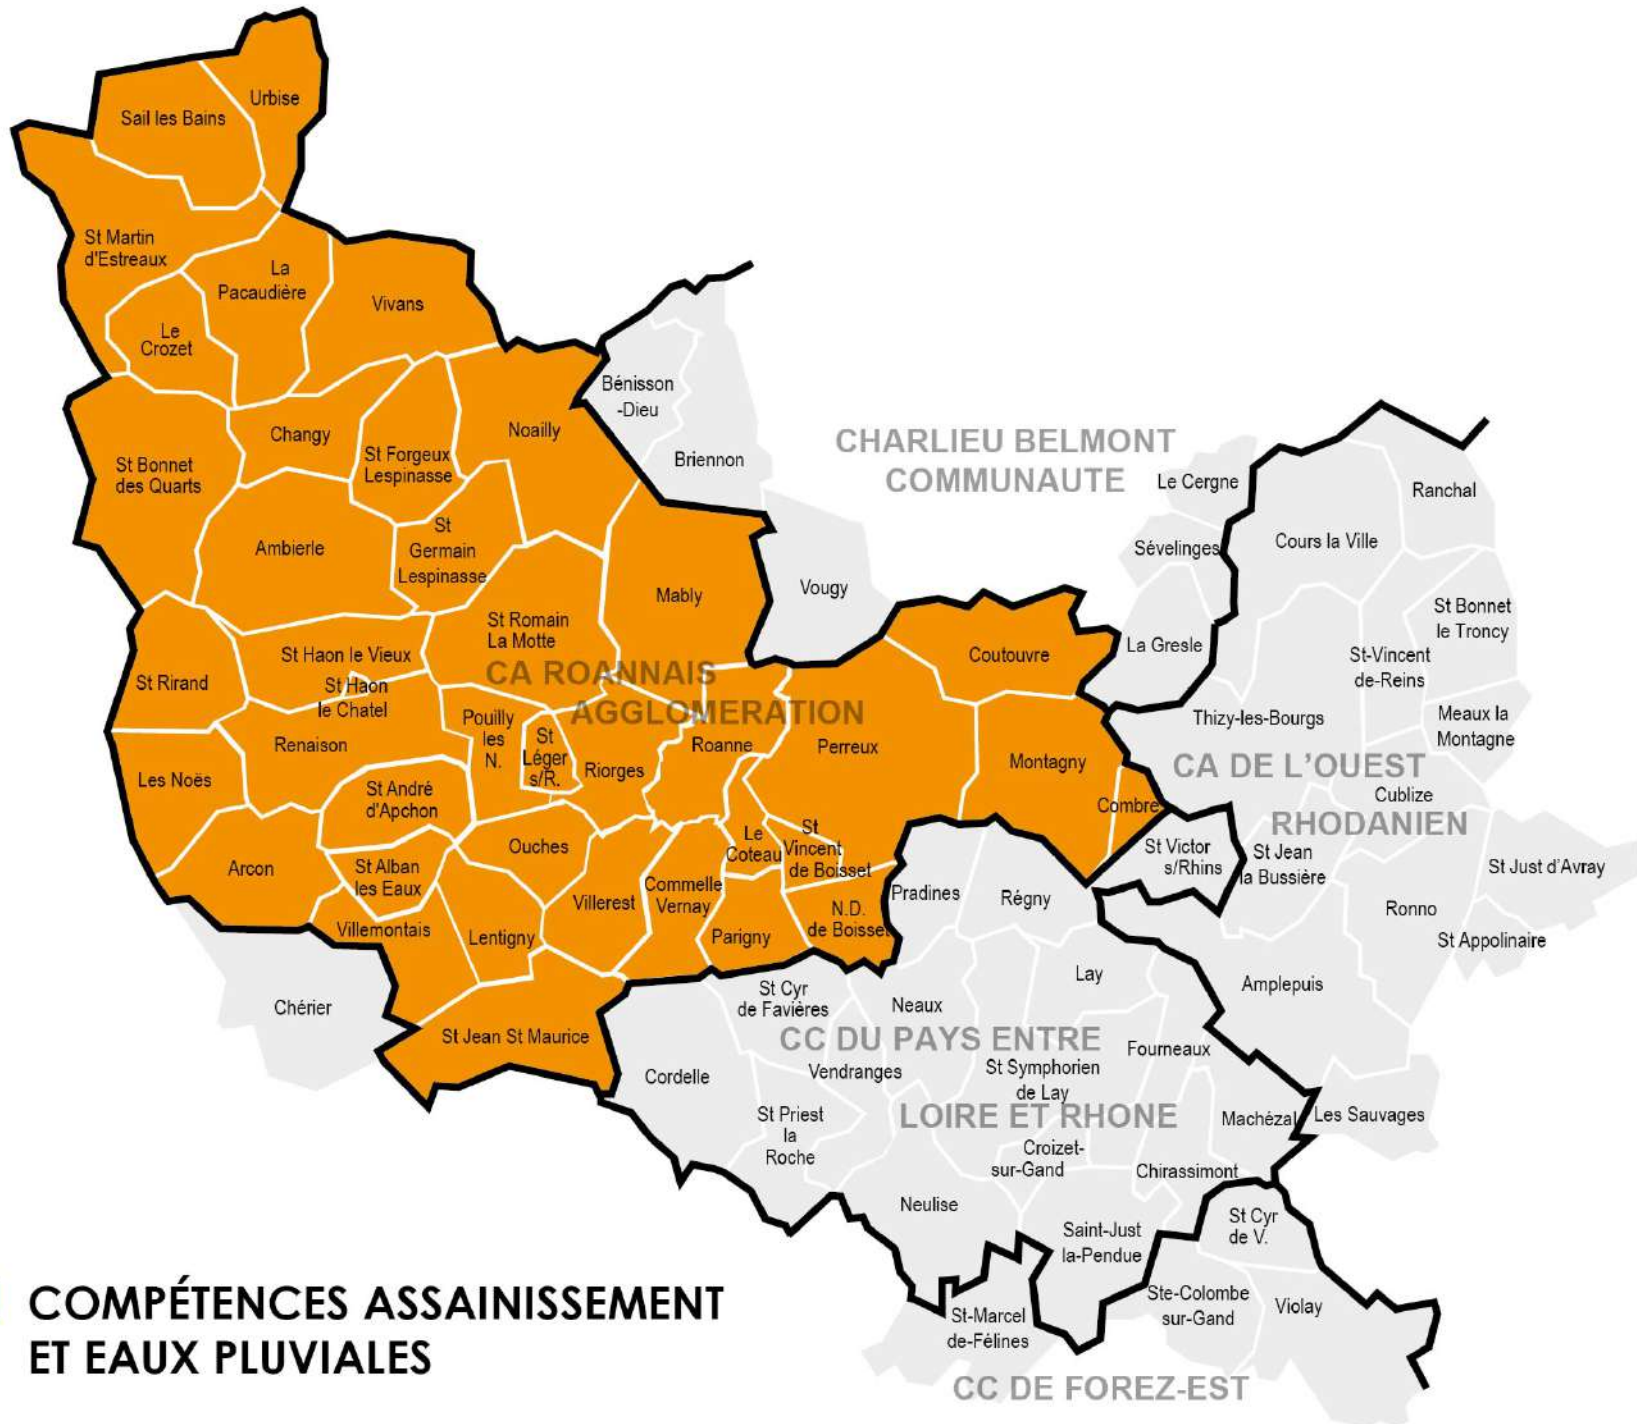 Urbise
Sail les Bains
St Martin
d'Estreaux
La
Pacaudière
Vivans
Le
Crozet
Bénisson
-Dieu
Changy
Noailly
St Forgeux
Lespinasse
Briennon
CHARLIEU BELMONT
COMMUNAUTE
Le Cergne
Ranchal
St Bonnet
des Quarts
Ambierle
St
Germain
Lespinasse
Sévelinges
Cours la Ville
Mably
Vougy
St Bonnet
le Troncy
St Romain
La Motte
Coutouvre
La Gresle
St-Vincent
de-Reins
St Haon le Vieux
St Rirand
St Haon
le Chatel
CA ROANNAIS
AGGLOMERATION
Pouilly
les
N.
St
Léger
s/R.
Riorges
Roanne
Perreux
Thizy-les-Bourgs
Meaux la
Montagne
Renaison
Les Noës
St André
d'Apchon
Montagny
CA DE L'OUEST
RHODANIEN
Cublize
Combre
Arcon
St Alban
les Eaux
Ouches
Le
Coteau
St
Vincent
de Boisset
St Victor
s/Rhins
St Jean
la Bussière
St Just d'Avray
Villerest
Commelle
Vernay
Pradines
Régny
Ronno
Villemontais
Lentigny
Parigny
N.D.
de Boisset
St Appolinaire
Chérier
St Cyr
de Favières
Neaux
Lay
Amplepuis
St Jean St Maurice
CC DU PAYS ENTRE
LOIRE ET RHONE
Fourneaux
Cordelle
Vendranges
St Symphorien
de Lay
St Priest
la
Roche
Machézal
Les Sauvages
Croizet-
sur-Gand
Chirassimont
Neulise
Saint-Just
la-Pendue
St Cyr
de V.
Ste-Colombe
sur-Gand
Violay
St-Marcel
de-Félines
CC DE FOREZ-EST
COMPÉTENCES ASSAINISSEMENT
ET EAUX PLUVIALES